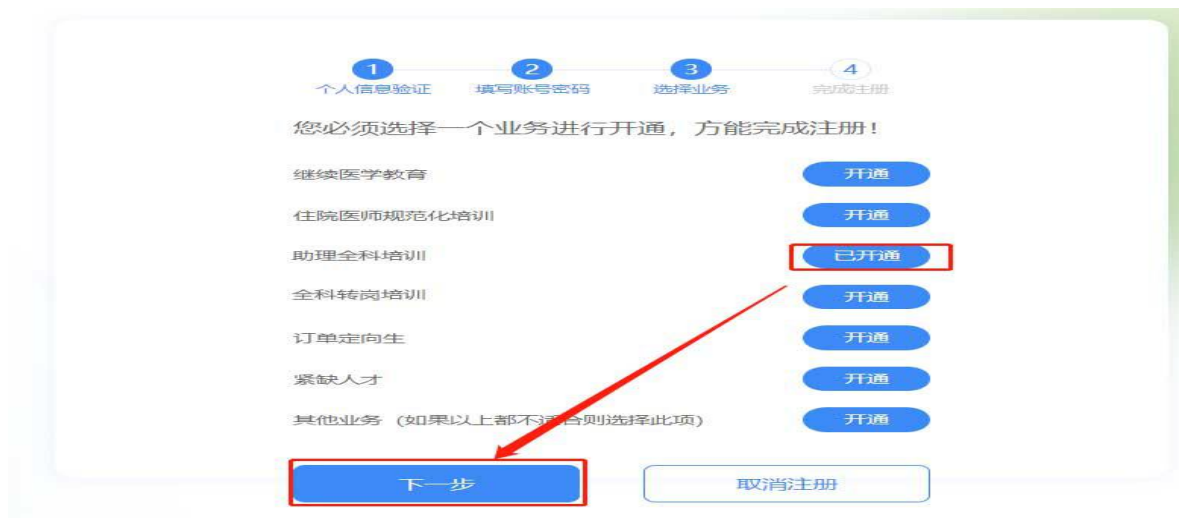 1 2 3 4
个人信息验证 填写账号密码 选择业务 完成注册
您必须选择一个业务进行开通，方能完成注册！
继续医学教育 开通
住院医师规范化培训 开通
助理全科培训 已开通
全科转岗培训 开通
订单定向生 开通
紧缺人才 开通
其他业务（如果以上都不适合则选择此项） 开通
下一步 取消注册